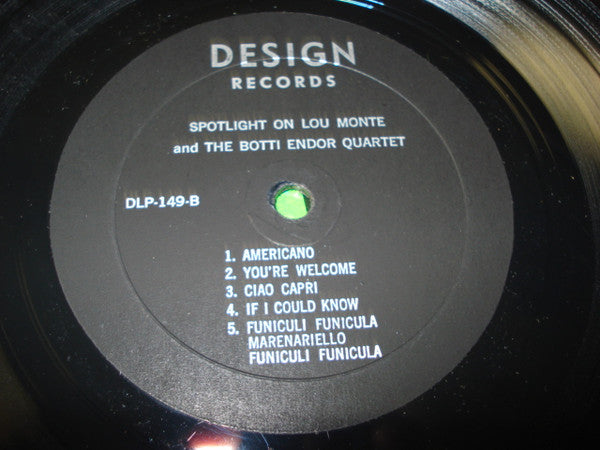 DESIGN
RECORDS
SPOTLIGHT ON LOU MONTE
and THE BOTTI ENDOR QUARTET
DLP-149-B
1. AMERICANO
2. YOU'RE WELCOME
3. CIAO CAPRI
4. IF I COULD KNOW
5. FUNICULI FUNICULA
MARENARIELLO
FUNICULI FUNICULA